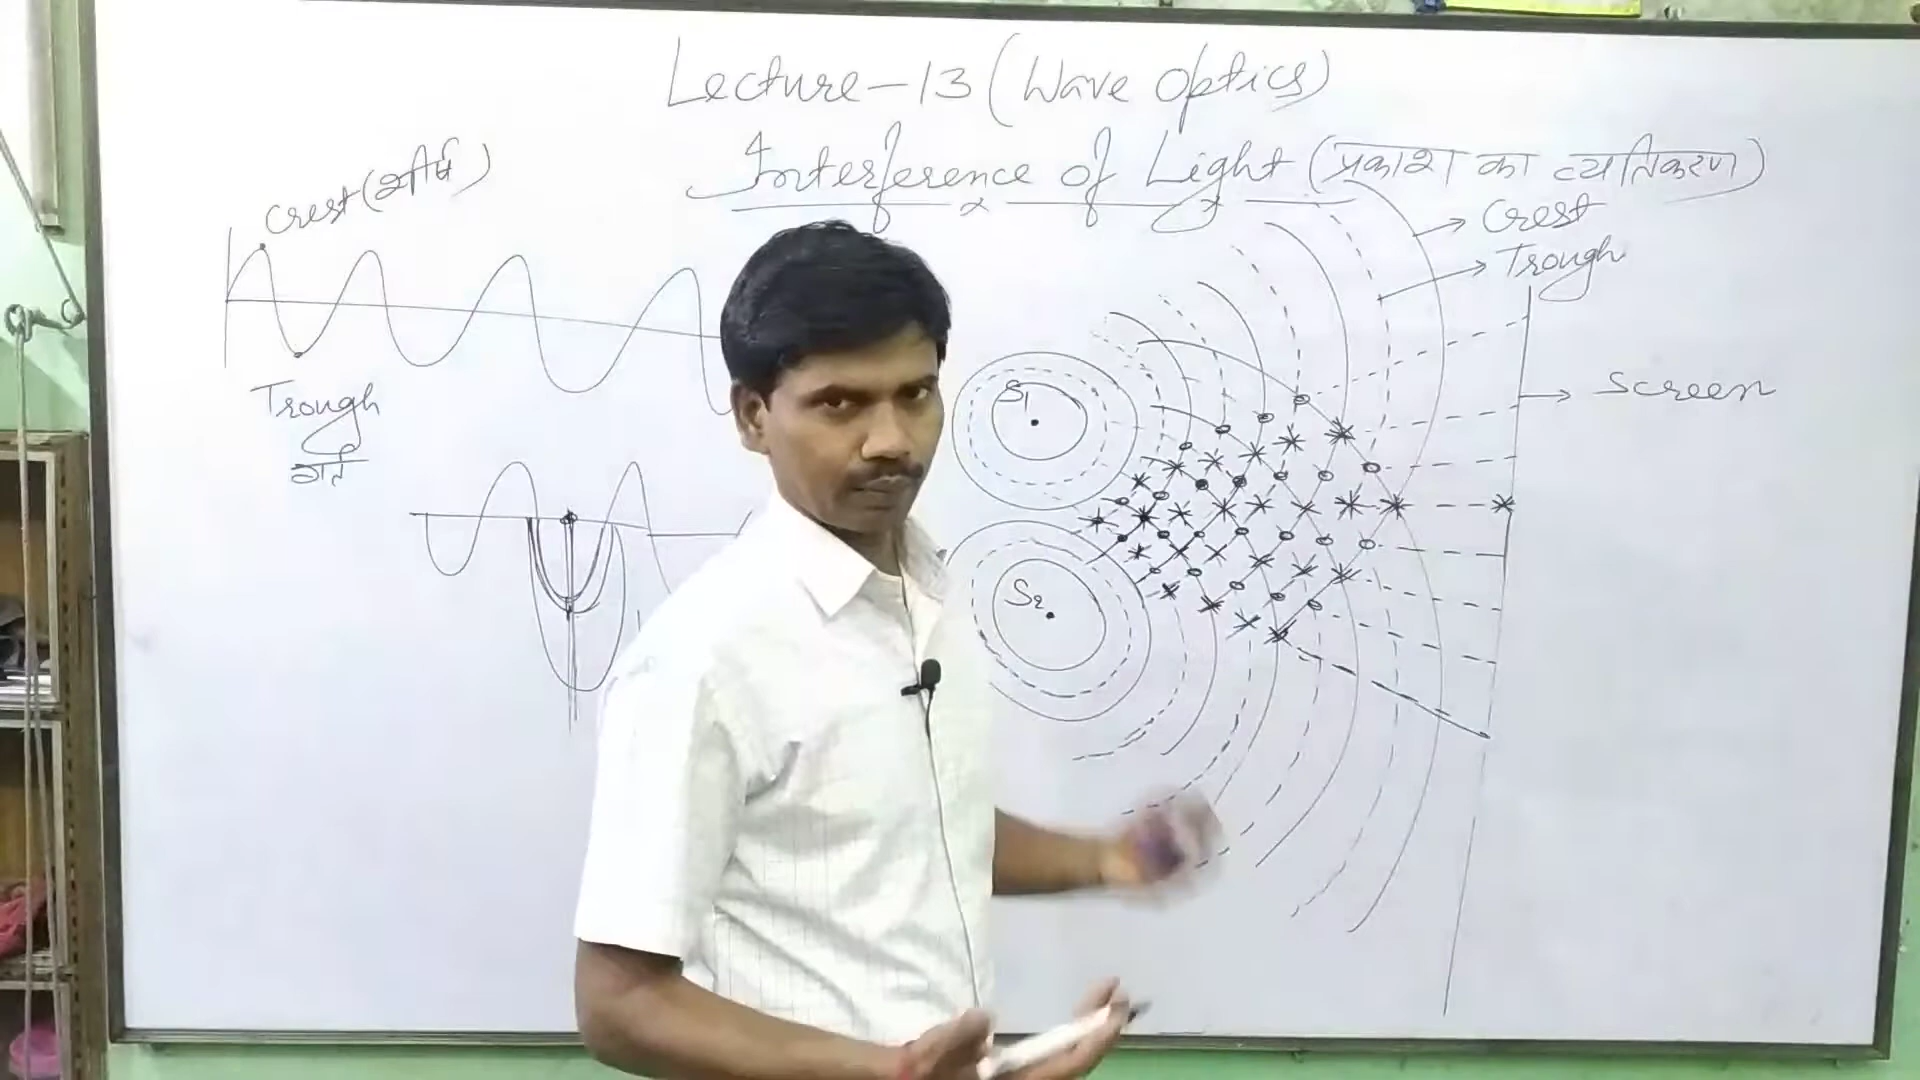 Lecture-13 (Wave Optics)
Interference of Light (प्रकाश का व्यतिकरण)
Crest (शीर्ष)
Trough
गर्त
S1
S2
Crest
Trough
Screen